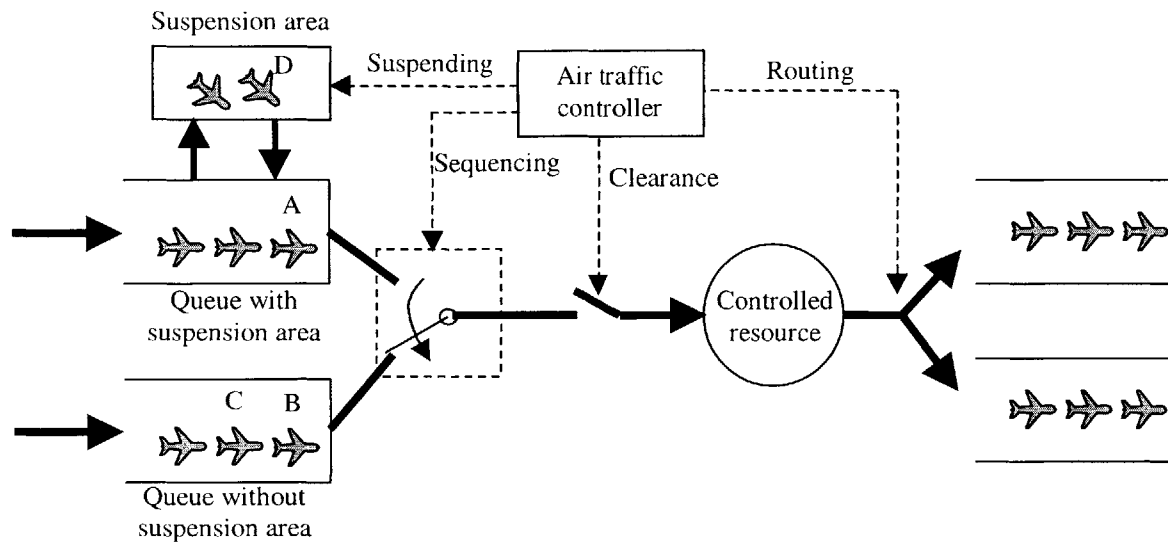 Suspension area
D
Suspending
Air traffic
controller
Routing
Sequencing
Clearance
A
Queue with
suspension area
Controlled
resource
C B
Queue without
suspension area